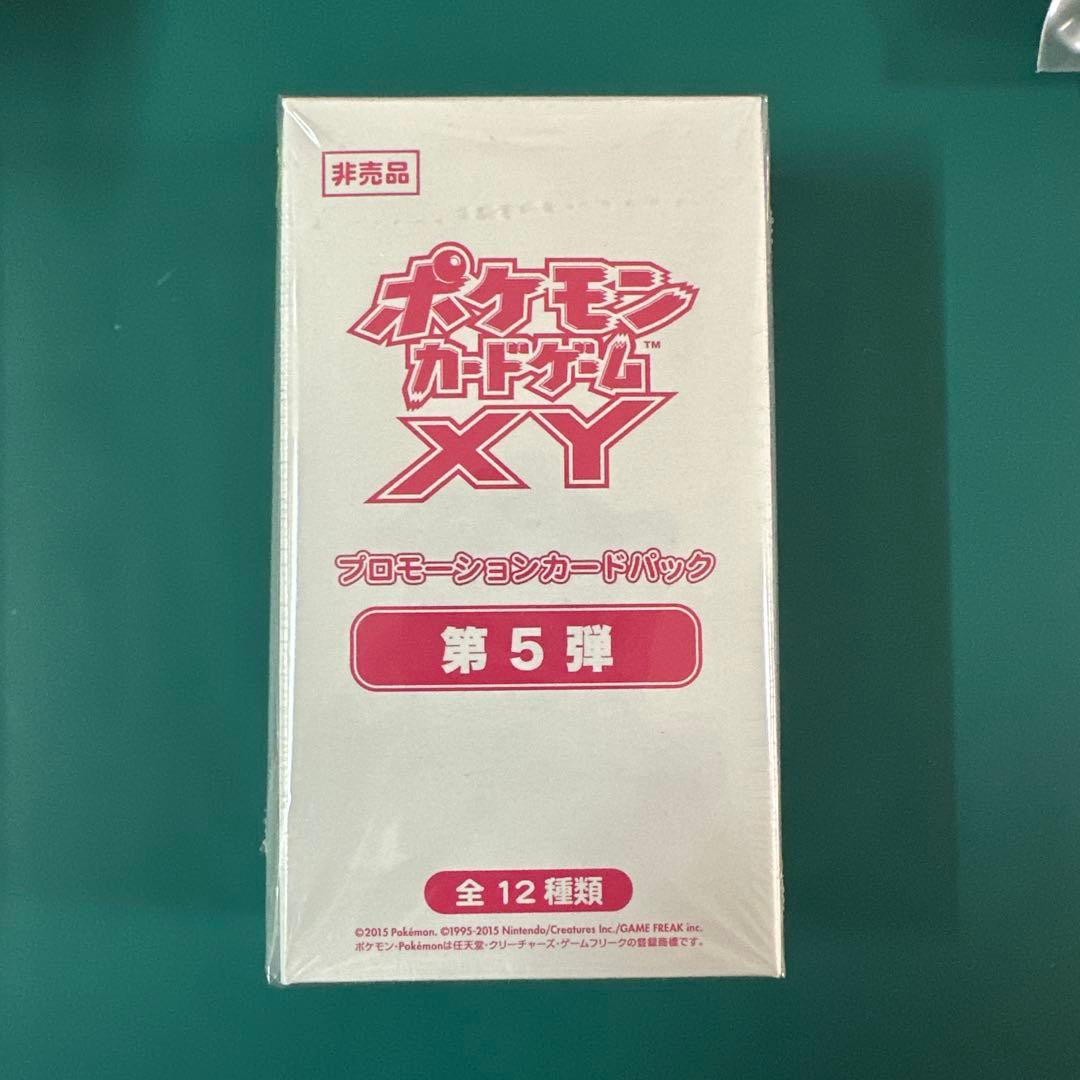 非売品
ポケモン
カードゲーム™
XY
プロモーションカードパック
第5弾
全12種類
©2015 Pokémon. ©1995-2015 Nintendo/Creatures Inc./GAME FREAK inc.
ポケモン・Pokémonは任天堂・クリーチャーズ・ゲームフリークの登録商標です。